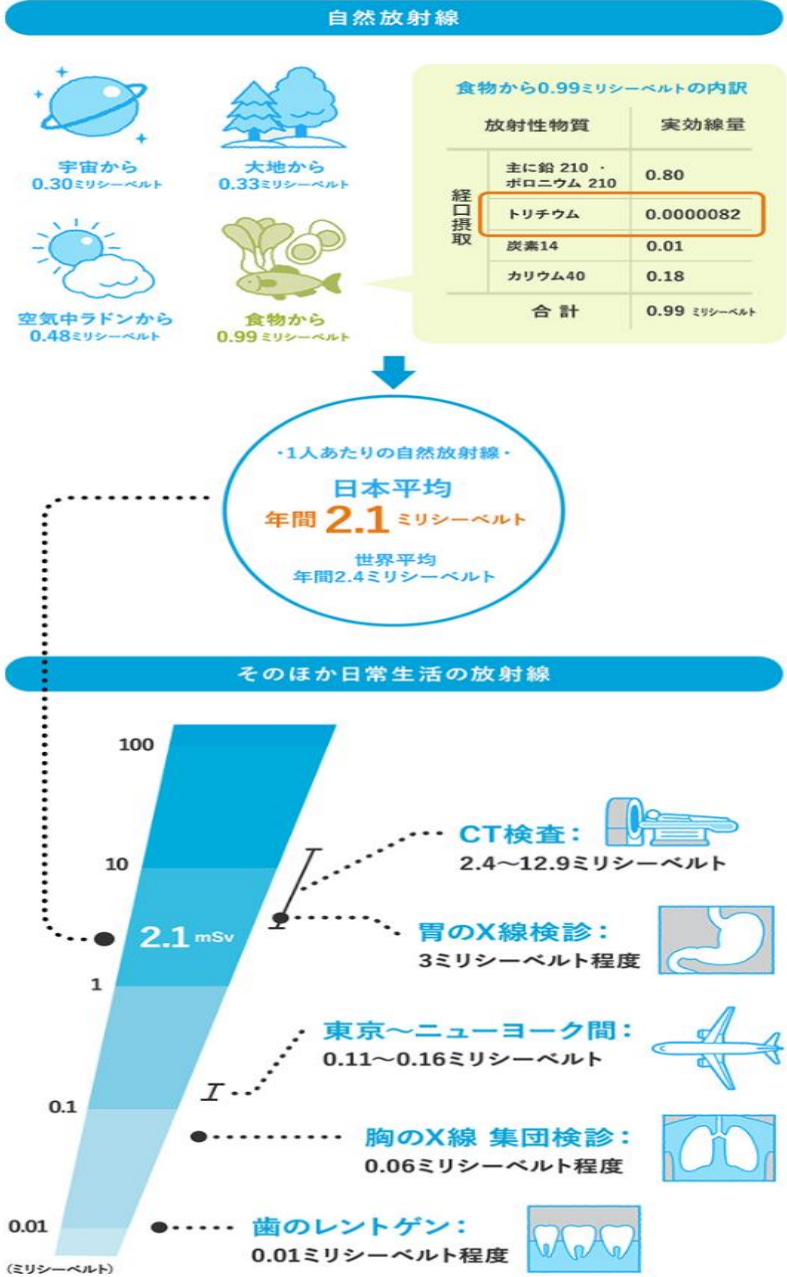 自然放射線
宇宙から
0.30ミリシーベルト
大地から
0.33ミリシーベルト
空気中ラドンから
0.48ミリシーベルト
食物から
0.99ミリシーベルト
食物から0.99ミリシーベルトの内訳
放射性物質 実効線量
経口摂取
主に鉛 210 ・
ポロニウム 210 0.80
トリチウム 0.0000082
炭素14 0.01
カリウム40 0.18
合計 0.99 ミリシーベルト
・1人あたりの自然放射線・
日本平均
年間 2.1 ミリシーベルト
世界平均
年間2.4ミリシーベルト
そのほか日常生活の放射線
100
10
2.1 mSv
1
0.1
0.01
(ミリシーベルト)
CT検査：
2.4〜12.9ミリシーベルト
胃のX線検診：
3ミリシーベルト程度
東京〜ニューヨーク間：
0.11〜0.16ミリシーベルト
胸のX線 集団検診：
0.06ミリシーベルト程度
歯のレントゲン：
0.01ミリシーベルト程度